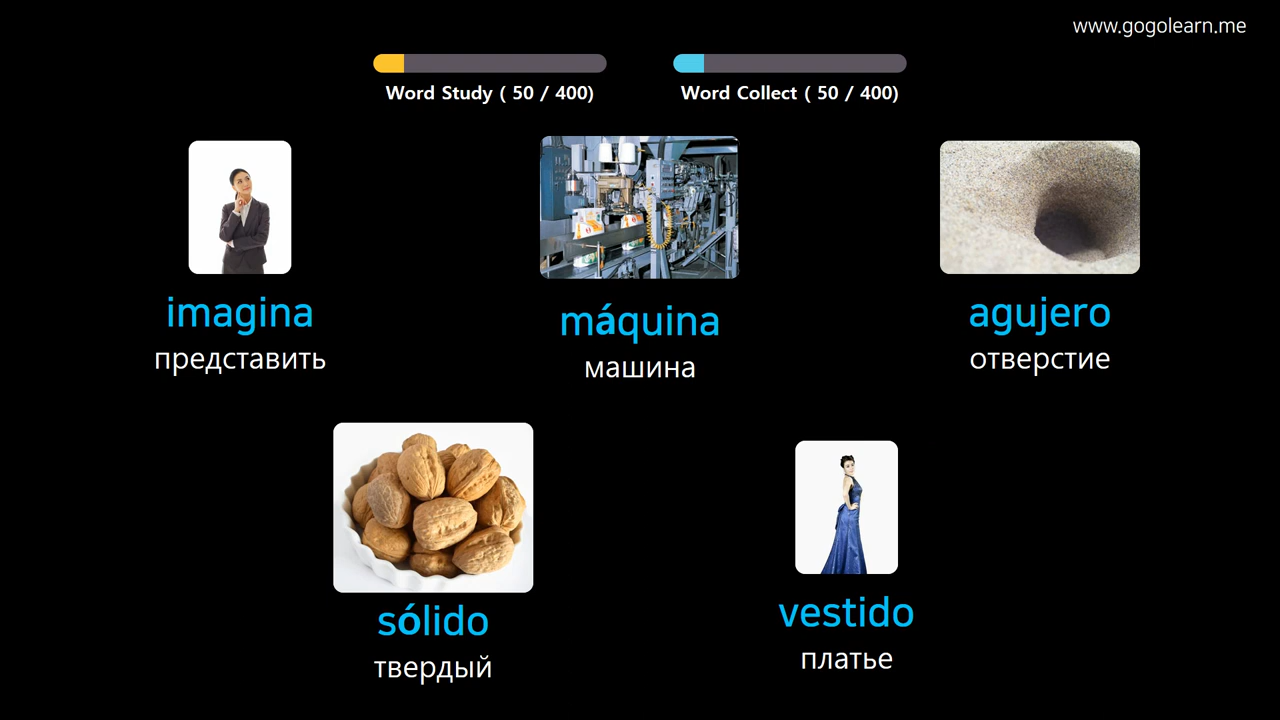 www.gogolearn.me
Word Study ( 50 / 400)
Word Collect ( 50 / 400)
imagina
представить
máquina
машина
agujero
отверстие
sólido
твердый
vestido
платье